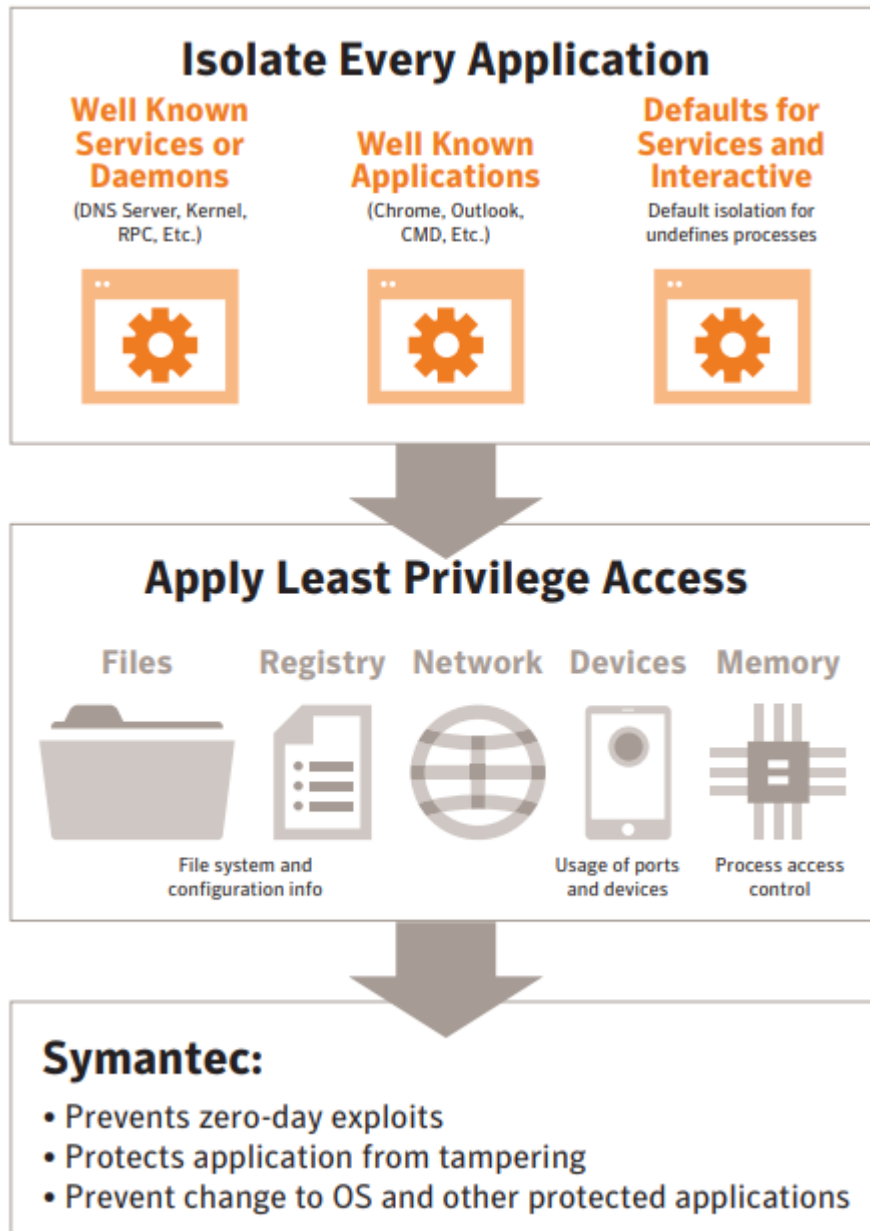 Isolate Every Application
Well Known
Services or
Daemons
(DNS Server, Kernel,
RPC, Etc.)
Well Known
Applications
(Chrome, Outlook,
CMD, Etc.)
Defaults for
Services and
Interactive
Default isolation for
undefines processes
Apply Least Privilege Access
Files
Registry
Network
Devices
Memory
File system and
configuration info
Usage of ports
and devices
Process access
control
Symantec:
• Prevents zero-day exploits
• Protects application from tampering
• Prevent change to OS and other protected applications